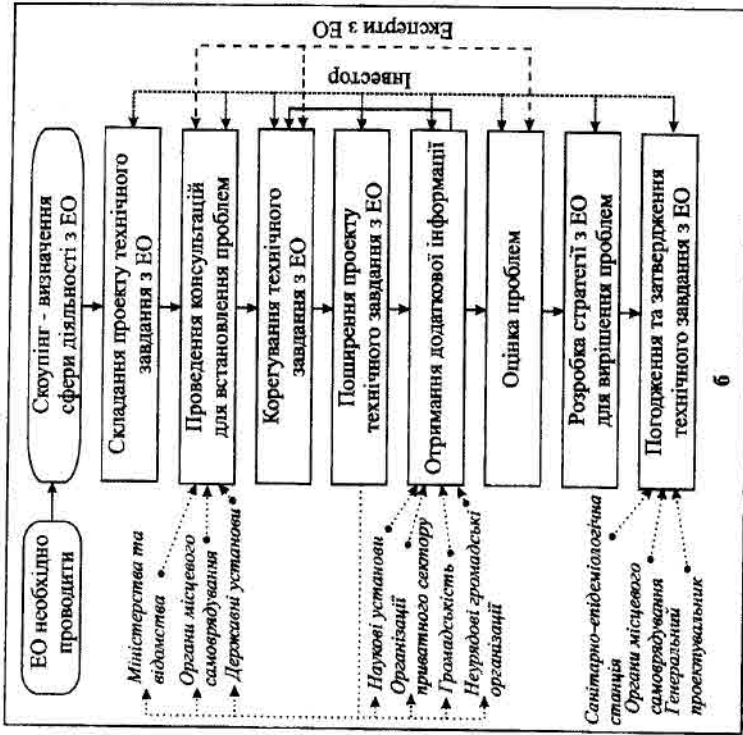 ЕО необхідно
проводити
Скоупінг - визначення
сфери діяльності з ЕО
Складання проекту технічного
завдання з ЕО
Проведення консультацій
для встановлення проблем
Корегування технічного
завдання з ЕО
Поширення проекту
технічного завдання з ЕО
Отримання додаткової інформації
Оцінка проблем
Розробка стратегії з ЕО
для вирішення проблем
Погодження та затвердження
технічного завдання з ЕО
Міністерства та
відомства
Органи місцевого
самоврядування
Державні установи
Наукові установи
Організації
приватного сектору
Громадськість
Неурядові громадські
організації
Санітарно-епідеміологічна
станція
Органи місцевого
самоврядування
Генеральний
проектувальник
Інвестор
Експерти з ЕО
б